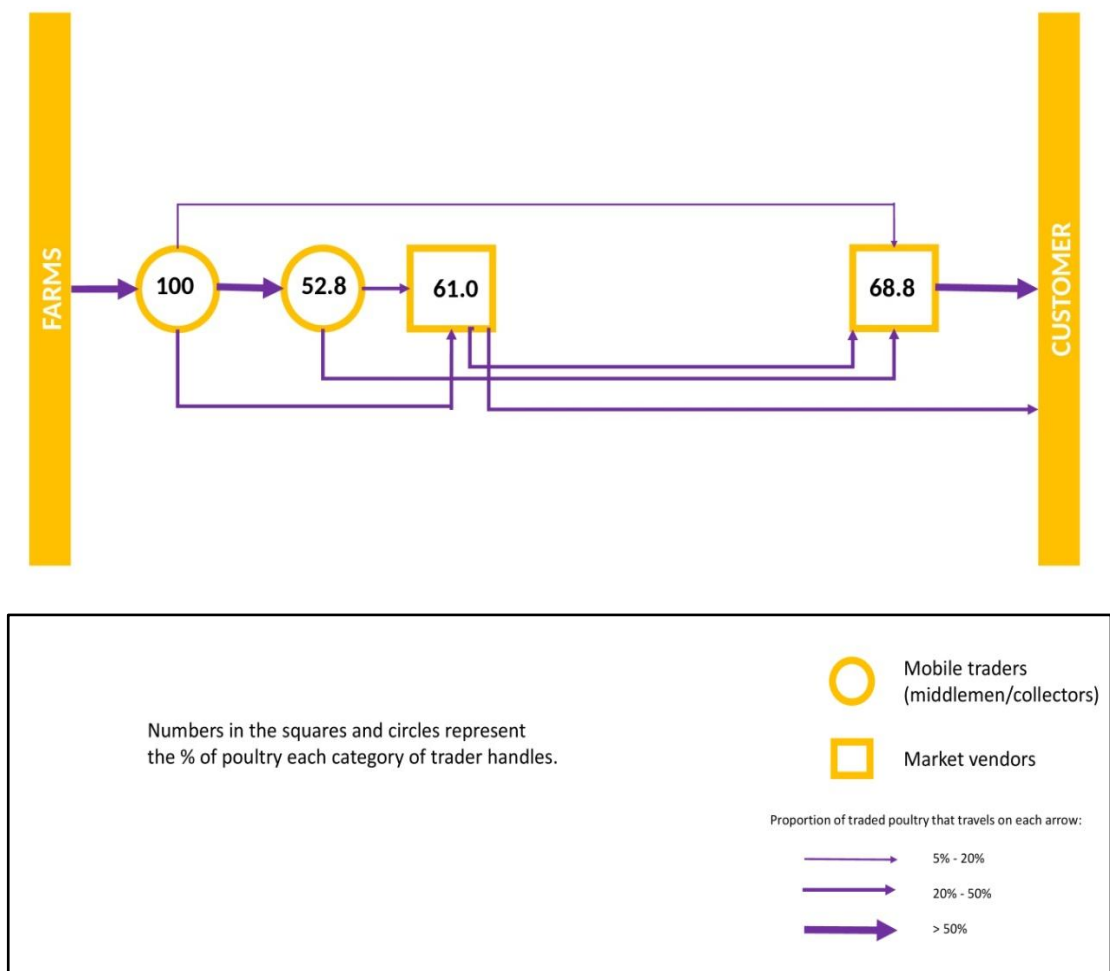 FARMS
100
52.8
61.0
68.8
CUSTOMER
Numbers in the squares and circles represent
the % of poultry each category of trader handles.
Mobile traders
(middlemen/collectors)
Market vendors
Proportion of traded poultry that travels on each arrow:
5% - 20%
20% - 50%
> 50%